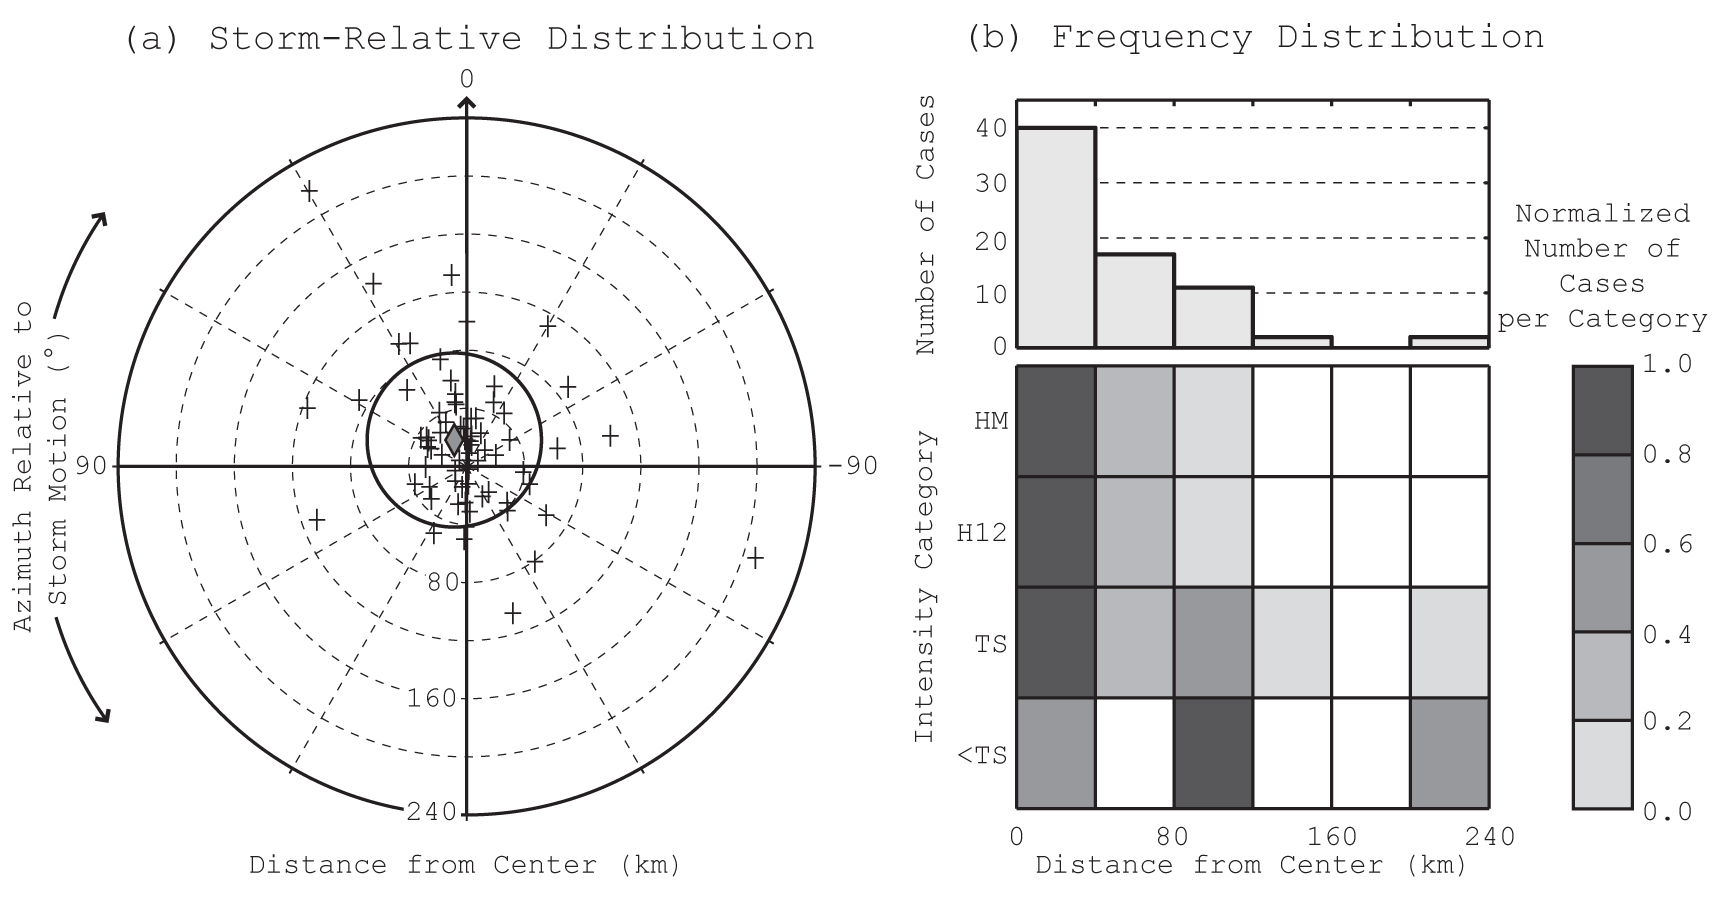 (a) Storm-Relative Distribution
0
90
-90
80
160
240
Azimuth Relative to
Storm Motion (°)
Distance from Center (km)
(b) Frequency Distribution
Number of Cases
40
30
20
10
0
Normalized
Number of
Cases
per Category
Intensity Category
HM
H12
TS
<TS
0 80 160 240
Distance from Center (km)
1.0
0.8
0.6
0.4
0.2
0.0